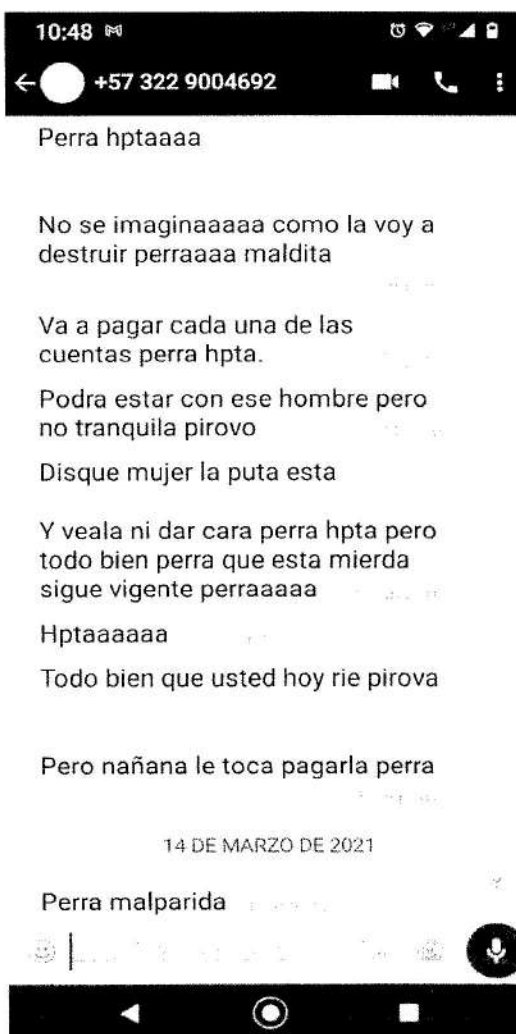 10:48
+57 322 9004692
Perra hptaaaa
No se imaginaaaaa como la voy a
destruir perraaaa maldita
Va a pagar cada una de las
cuentas perra hpta.
Podra estar con ese hombre pero
no tranquila pirovo
Disque mujer la puta esta
Y veala ni dar cara perra hpta pero
todo bien perra que esta mierda
sigue vigente perraaaaa
Hptaaaaaa
Todo bien que usted hoy rie pirova
Pero nañana le toca pagarla perra
14 DE MARZO DE 2021
Perra malparida